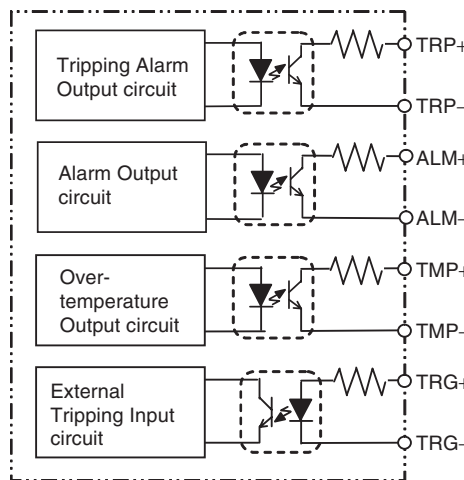 Tripping Alarm
Output circuit
TRP+
TRP−
Alarm Output
circuit
ALM+
ALM−
Over-
temperature
Output circuit
TMP+
TMP−
External
Tripping Input
circuit
TRG+
TRG−